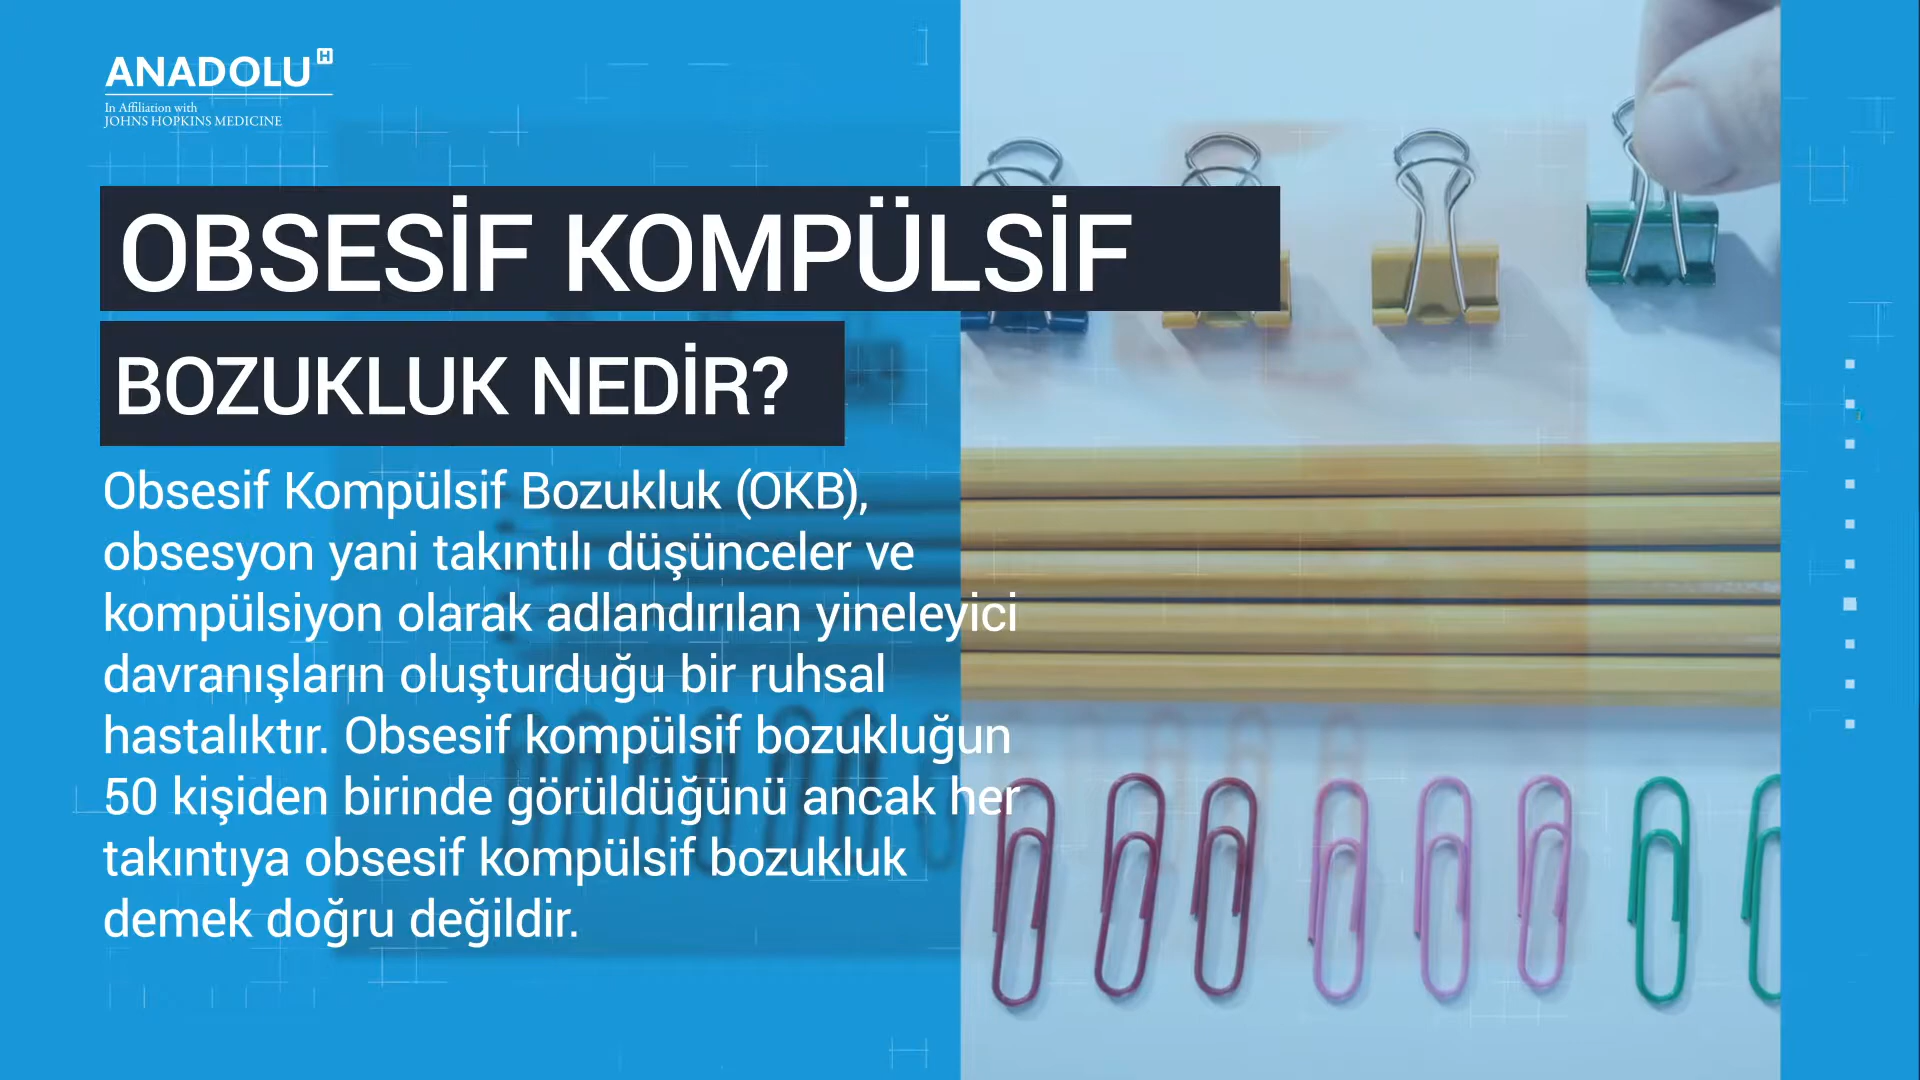 ANADOLU H
In Affiliation with
JOHNS HOPKINS MEDICINE
OBSESİF KOMPÜLSİF
BOZUKLUK NEDİR?
Obsesif Kompülsif Bozukluk (OKB),
obsesyon yani takıntılı düşünceler ve
kompülsiyon olarak adlandırılan yineleyici
davranışların oluşturduğu bir ruhsal
hastalıktır. Obsesif kompülsif bozukluğun
50 kişiden birinde görüldüğünü ancak her
takıntıya obsesif kompülsif bozukluk
demek doğru değildir.